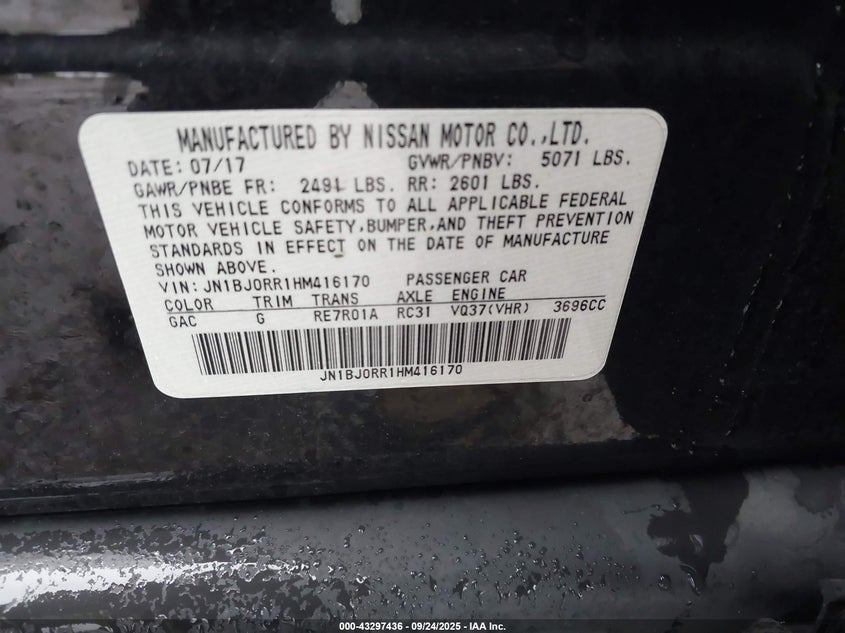 MANUFACTURED BY NISSAN MOTOR CO.,LTD.
DATE: 07/17 GVWR/PNBV: 5071 LBS.
GAWR/PNBE FR: 2491 LBS. RR: 2601 LBS.
THIS VEHICLE CONFORMS TO ALL APPLICABLE FEDERAL
MOTOR VEHICLE SAFETY,BUMPER,AND THEFT PREVENTION
STANDARDS IN EFFECT ON THE DATE OF MANUFACTURE
SHOWN ABOVE.
VIN: JN1BJ0RR1HM416170 PASSENGER CAR
COLOR TRIM TRANS AXLE ENGINE
GAC G RE7R01A RC31 VQ37(VHR) 3696CC
JN1BJ0RR1HM416170
000-43297436 - 09/24/2025 - IAA Inc.